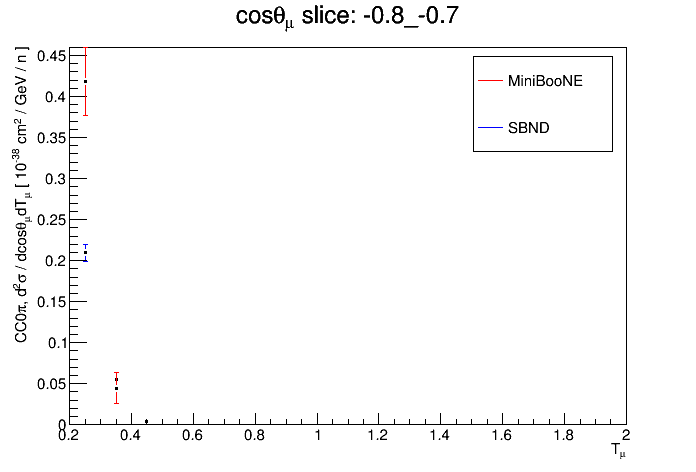 cosθμ slice: -0.8_-0.7
CC0π, d²σ / dcosθμdTμ [ 10⁻³⁸ cm² / GeV / n ]
0.45
0.4
0.35
0.3
0.25
0.2
0.15
0.1
0.05
0
MiniBooNE
SBND
0.2 0.4 0.6 0.8 1 1.2 1.4 1.6 1.8 2
Tμ